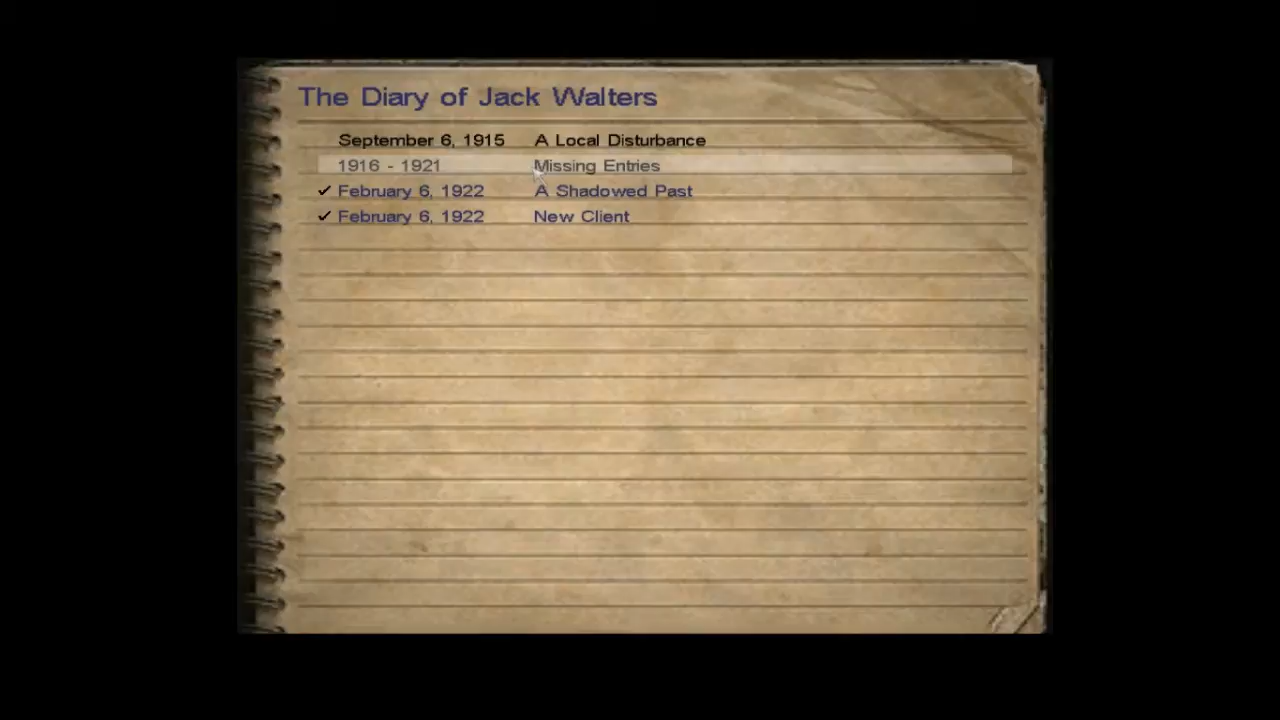 The Diary of Jack Walters
September 6, 1915 A Local Disturbance
1916 - 1921 Missing Entries
✓ February 6, 1922 A Shadowed Past
✓ February 6, 1922 New Client